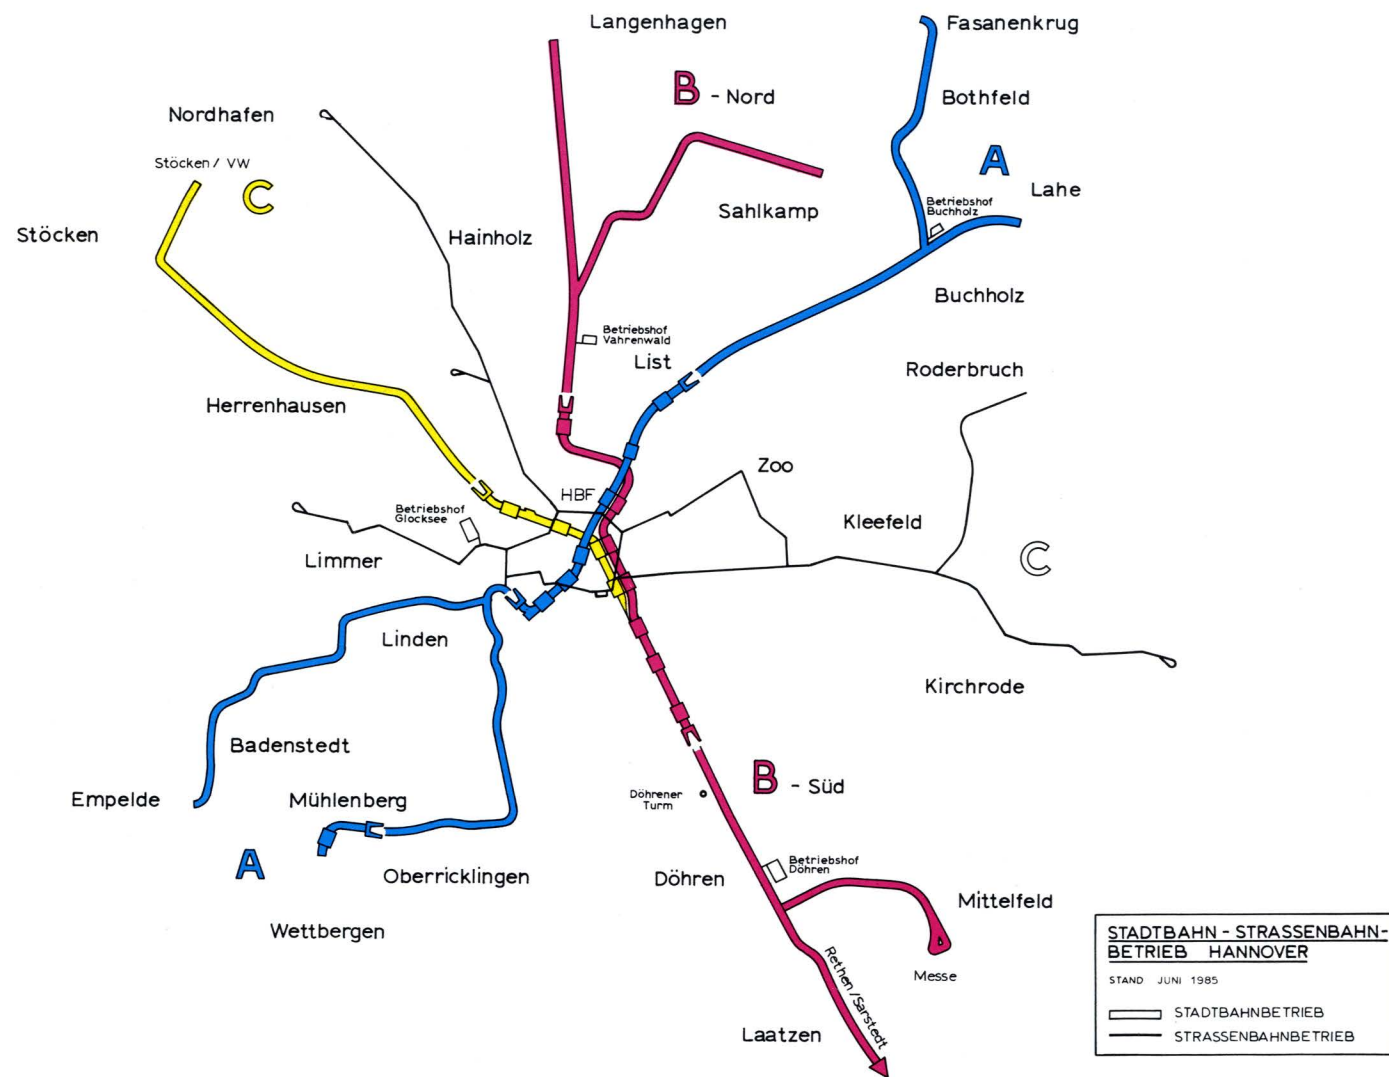 Langenhagen
Fasanenkrug
B - Nord
Bothfeld
Nordhafen
Stöcken / VW
C
A
Lahe
Betriebshof
Buchholz
Sahlkamp
Stöcken
Hainholz
Buchholz
Betriebshof
Vahrenwald
List
Roderbruch
Herrenhausen
Zoo
HBF
Betriebshof
Glocksee
Kleefeld
Limmer
C
Linden
Kirchrode
Badenstedt
B - Süd
Empelde
Mühlenberg
Döhrener
Turm
A
Oberricklingen
Döhren
Betriebshof
Döhren
Mittelfeld
Wettbergen
Messe
Rethen/Sarstedt
Laatzen
STADTBAHN - STRASSENBAHN-
BETRIEB HANNOVER
STAND JUNI 1985
STADTBAHNBETRIEB
STRASSENBAHNBETRIEB